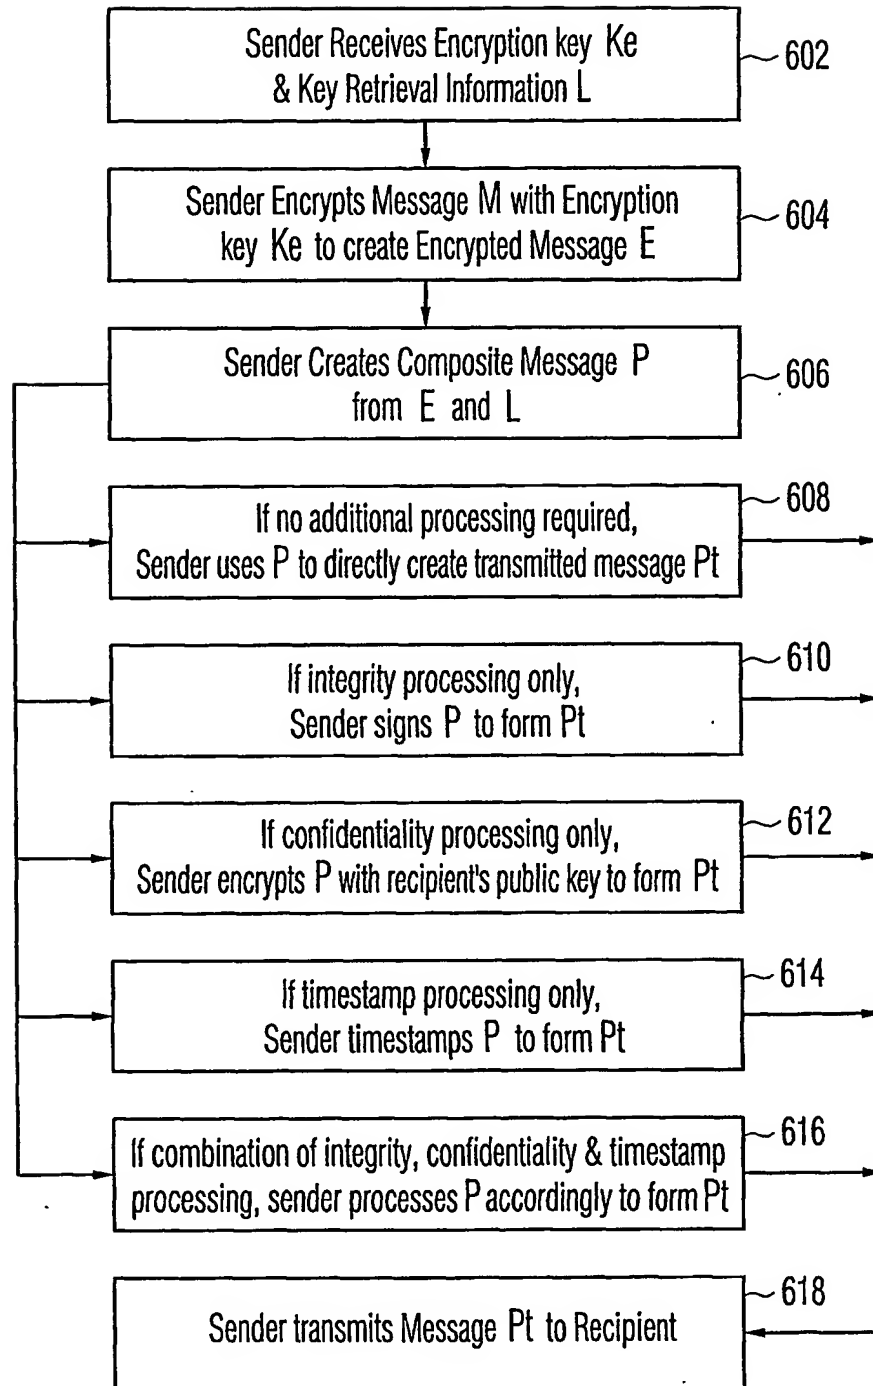 Sender Receives Encryption key Ke
& Key Retrieval Information L
602
Sender Encrypts Message M with Encryption
key Ke to create Encrypted Message E
604
Sender Creates Composite Message P
from E and L
606
If no additional processing required,
Sender uses P to directly create transmitted message Pt
608
If integrity processing only,
Sender signs P to form Pt
610
If confidentiality processing only,
Sender encrypts P with recipient's public key to form Pt
612
If timestamp processing only,
Sender timestamps P to form Pt
614
If combination of integrity, confidentiality & timestamp
processing, sender processes P accordingly to form Pt
616
Sender transmits Message Pt to Recipient
618